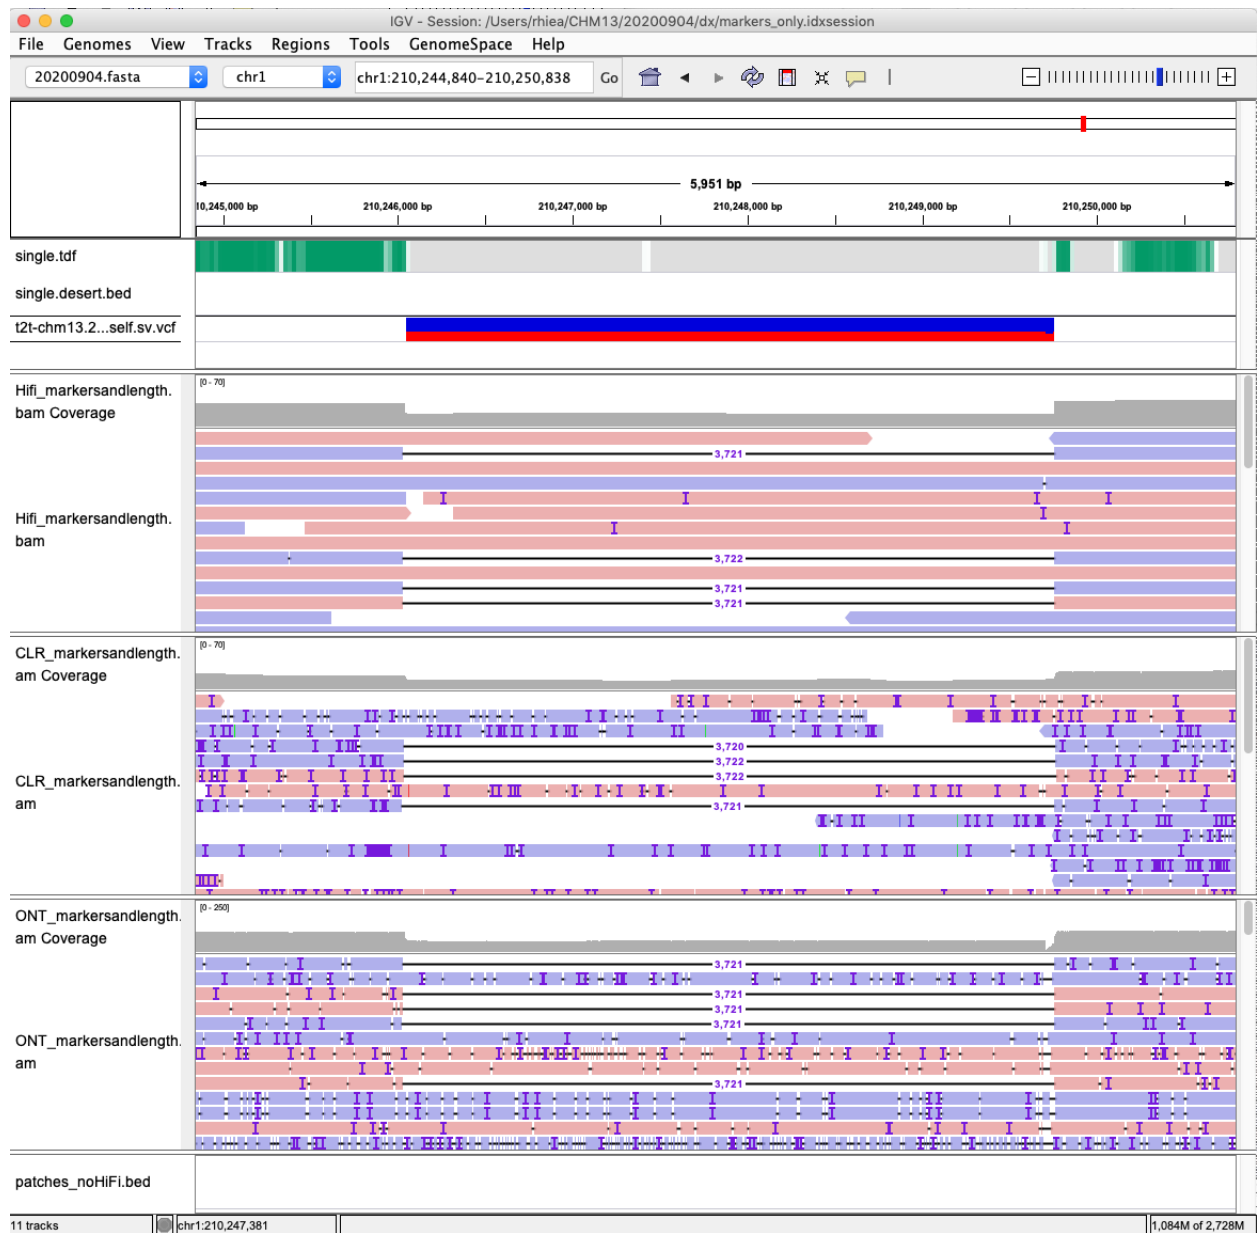 IGV - Session: /Users/rhiea/CHM13/20200904/dx/markers_only.idxsession
File Genomes View Tracks Regions Tools GenomeSpace Help
20200904.fasta chr1 chr1:210,244,840-210,250,838 Go
5,951 bp
10,245,000 bp 210,246,000 bp 210,247,000 bp 210,248,000 bp 210,249,000 bp 210,250,000 bp
single.tdf
single.desert.bed
t2t-chm13.2...self.sv.vcf
[0 - 70]
Hifi_markersandlength.
bam Coverage
3,721
Hifi_markersandlength.
bam
3,722
3,721
3,721
[0 - 70]
CLR_markersandlength.
am Coverage
3,720
3,722
3,722
CLR_markersandlength.
am
3,721
[0 - 250]
ONT_markersandlength.
am Coverage
3,721
3,721
3,721
3,721
ONT_markersandlength.
am
3,721
patches_noHiFi.bed
11 tracks chr1:210,247,381 1,084M of 2,728M